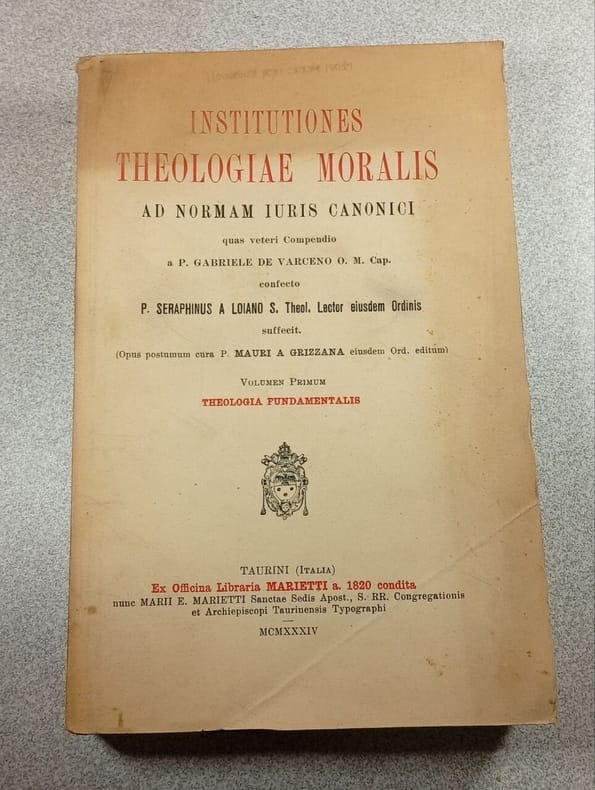 INSTITUTIONES
THEOLOGIAE MORALIS
AD NORMAM IURIS CANONICI
quas veteri Compendio
a P. GABRIELE DE VARCENO O. M. Cap.
confecto
P. SERAPHINUS A LOIANO S. Theol. Lector eiusdem Ordinis
suffecit.
(Opus postumum cura P. MAURI A GRIZZANA eiusdem Ord. editum)
VOLUMEN PRIMUM
THEOLOGIA FUNDAMENTALIS
TAURINI (ITALIA)
Ex Officina Libraria MARIETTI a. 1820 condita
nunc MARII E. MARIETTI Sanctae Sedis Apost., S. RR. Congregationis
et Archiepiscopi Taurinensis Typographi
MCMXXXIV